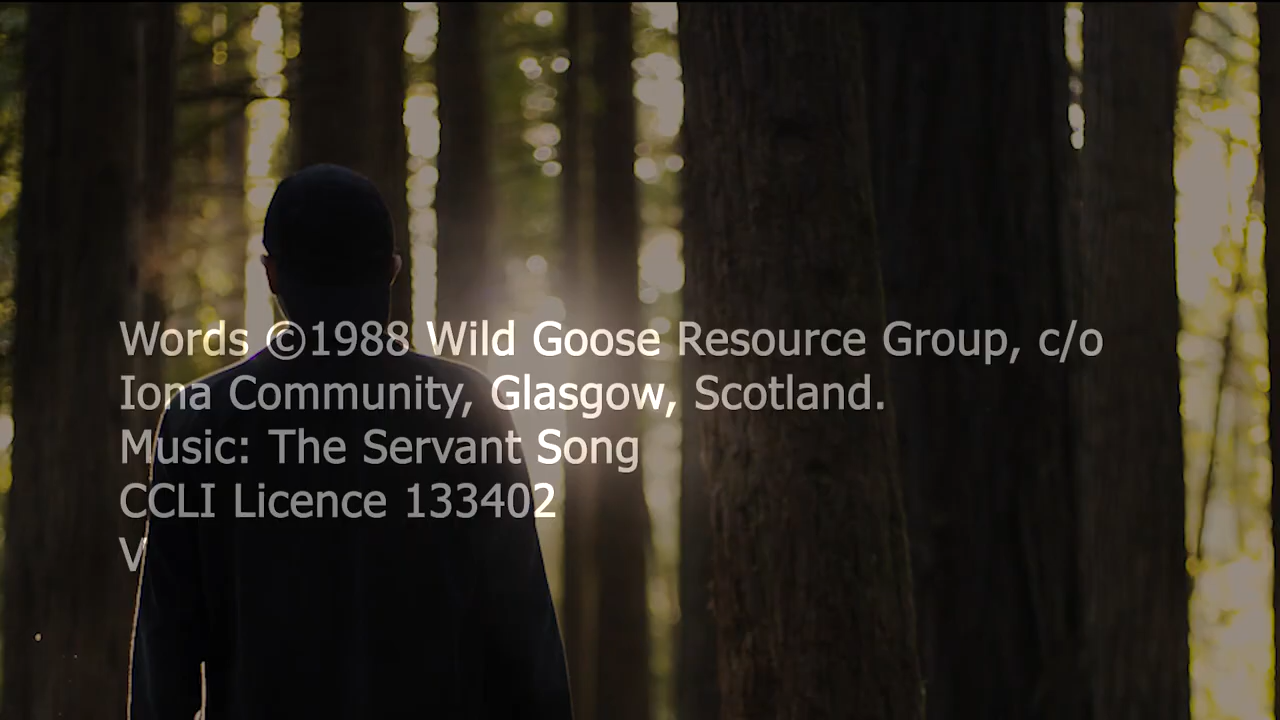 Words ©1988 Wild Goose Resource Group, c/o
Iona Community, Glasgow, Scotland.
Music: The Servant Song
CCLI Licence 133402
V